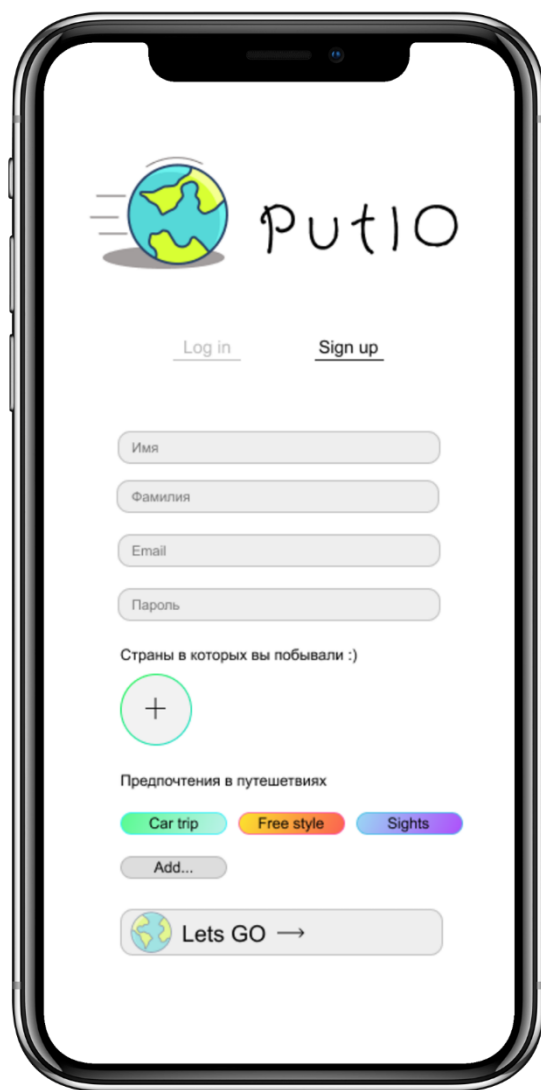 PutIO
Log in Sign up
Имя
Фамилия
Email
Пароль
Страны в которых вы побывали :)
+
Предпочтения в путешетвиях
Car trip Free style Sights
Add...
Lets GO →